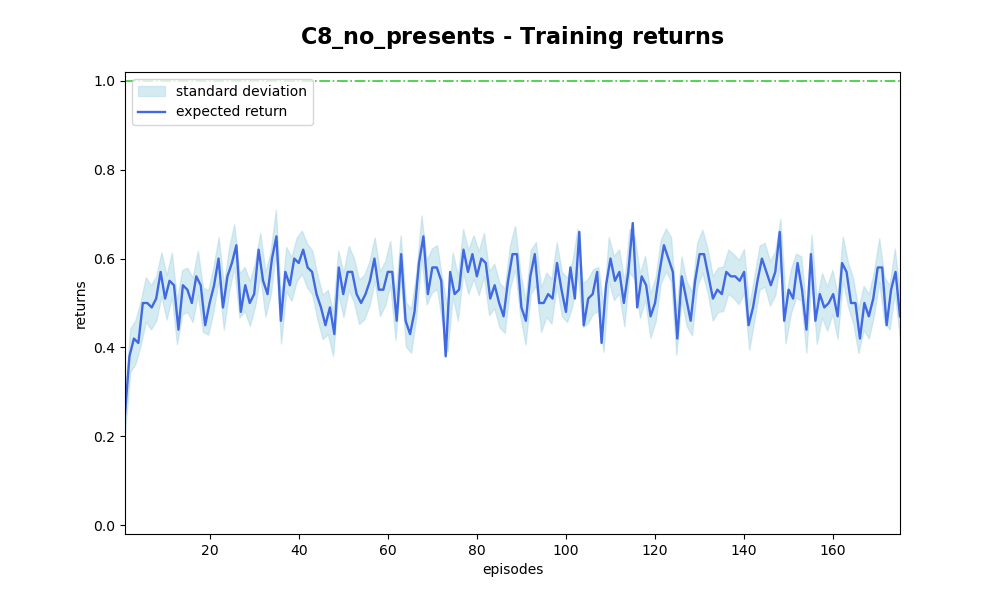 C8_no_presents - Training returns
standard deviation
expected return
returns
1.0
0.8
0.6
0.4
0.2
0.0
20 40 60 80 100 120 140 160
episodes